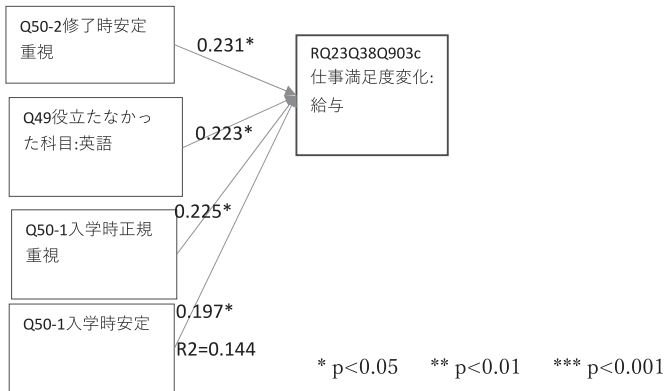 Q50-2修了時安定
重視
0.231*
RQ23Q38Q903c
仕事満足度変化:
給与
Q49役立たなかっ
た科目:英語
0.223*
0.225*
Q50-1入学時正規
重視
0.197*
Q50-1入学時安定
R2=0.144
* p<0.05 ** p<0.01 *** p<0.001